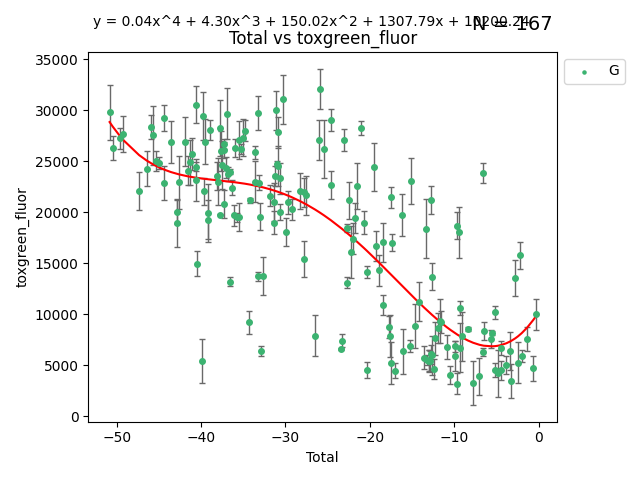 y = 0.04x^4 + 4.30x^3 + 150.02x^2 + 1307.79x + 10200.24
N = 167
Total vs toxgreen_fluor
G
35000
30000
25000
20000
15000
10000
5000
0
toxgreen_fluor
−50 −40 −30 −20 −10 0
Total